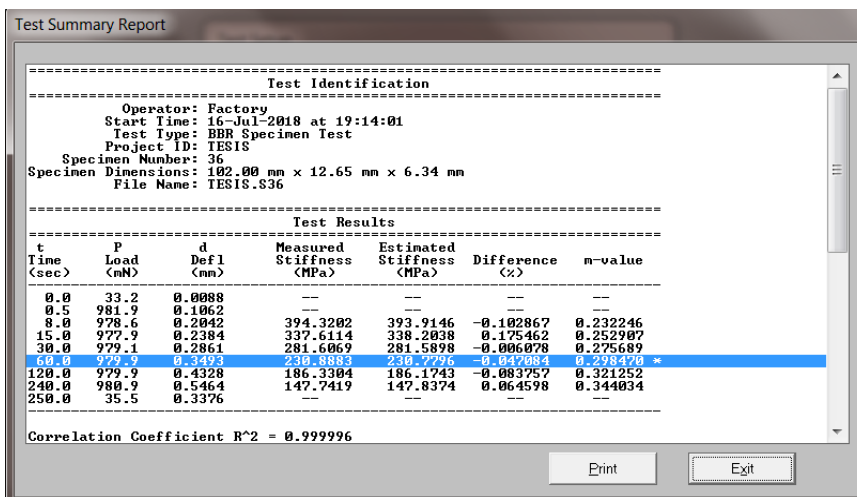 Test Summary Report
Test Identification
Operator: Factory
Start Time: 16-Jul-2018 at 19:14:01
Test Type: BBR Specimen Test
Project ID: TESIS
Specimen Number: 36
Specimen Dimensions: 102.00 mm x 12.65 mm x 6.34 mm
File Name: TESIS.S36
Test Results
t P d Measured Estimated
Time Load Defl Stiffness Stiffness Difference m-value
(sec) (mN) (mm) (MPa) (MPa) (%)
0.0 33.2 0.0088 -- -- -- --
0.5 981.9 0.1062 -- -- -- --
8.0 978.6 0.2042 394.3202 393.9146 -0.102867 0.232246
15.0 977.9 0.2384 337.6114 338.2038 0.175462 0.252907
30.0 979.1 0.2861 281.6069 281.5898 -0.006078 0.275689
60.0 979.9 0.3493 230.8883 230.7796 -0.047084 0.298470 *
120.0 979.9 0.4328 186.3304 186.1743 -0.083757 0.321252
240.0 980.9 0.5464 147.7419 147.8374 0.064598 0.344034
250.0 35.5 0.3376 -- -- -- --
Correlation Coefficient R^2 = 0.999996
Print Exit